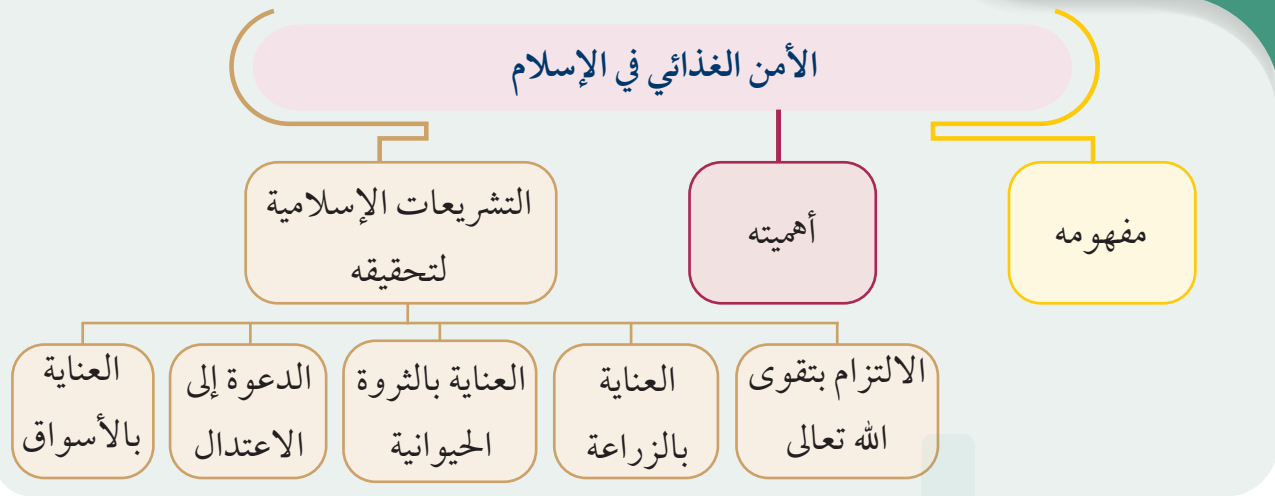 الأمن الغذائي في الإسلام
مفهومه
أهميته
التشريعات الإسلامية
لتحقيقه
الالتزام بتقوى
الله تعالى
العناية
بالزراعة
العناية بالثروة
الحيوانية
الدعوة إلى
الاعتدال
العناية
بالأسواق